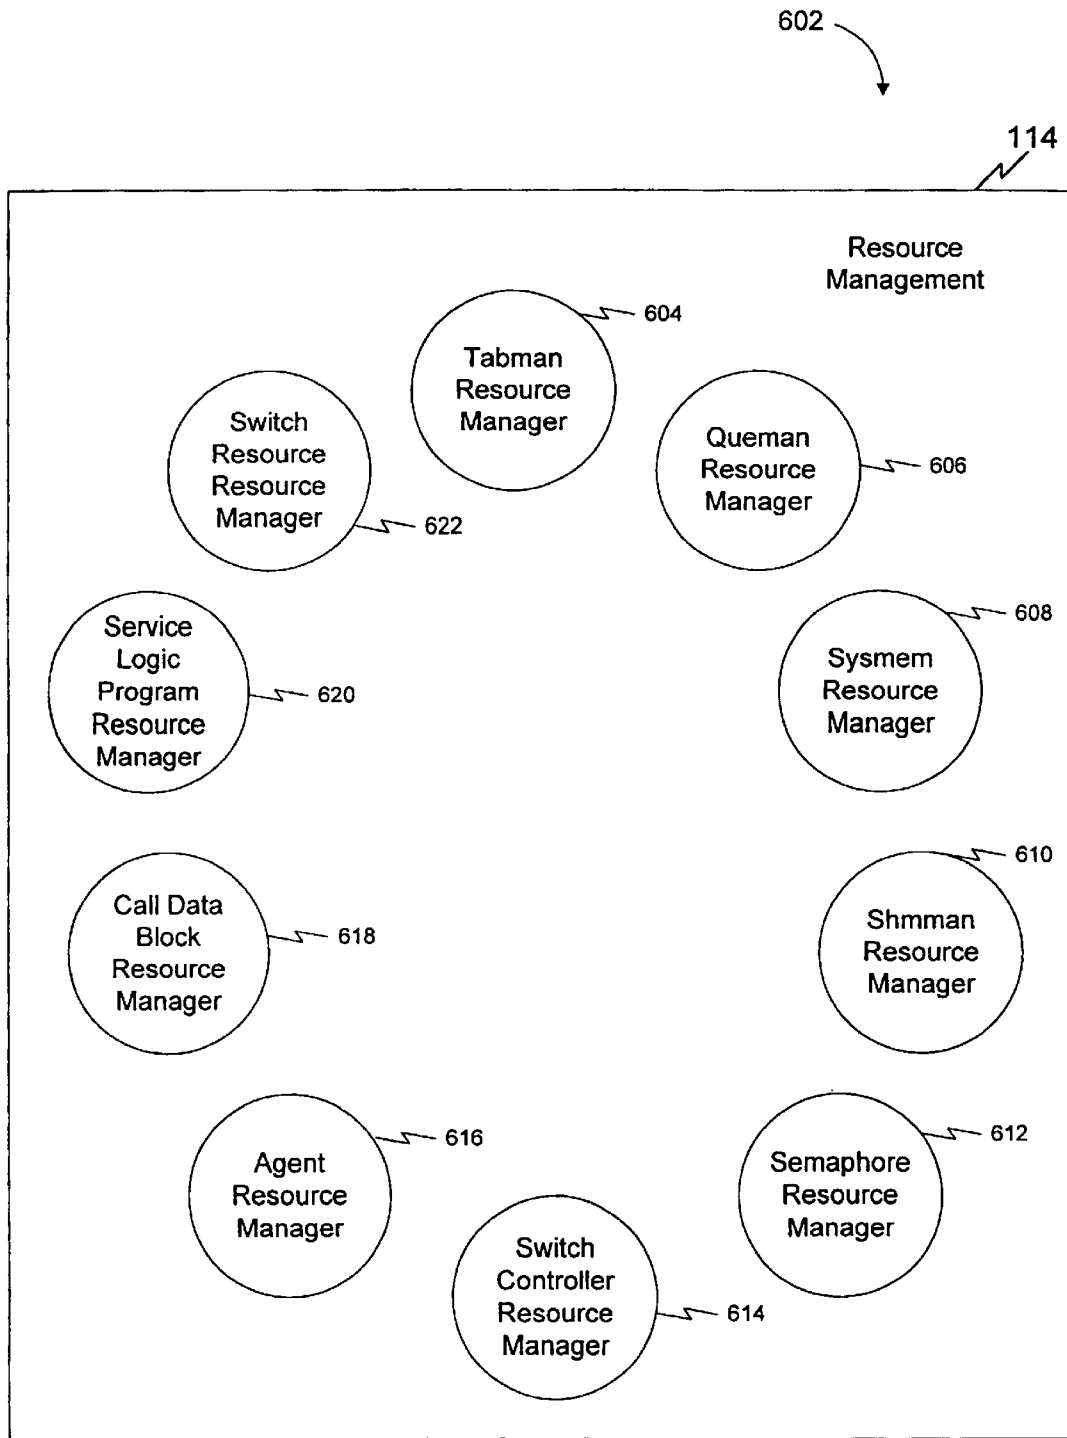 602
114
Resource
Management
604
Tabman
Resource
Manager
Switch
Resource
Resource
Manager
622
Queman
Resource
Manager
606
Service
Logic
Program
Resource
Manager
620
608
Sysmem
Resource
Manager
610
Shmman
Resource
Manager
Call Data
Block
Resource
Manager
618
616
Agent
Resource
Manager
612
Semaphore
Resource
Manager
Switch
Controller
Resource
Manager
614